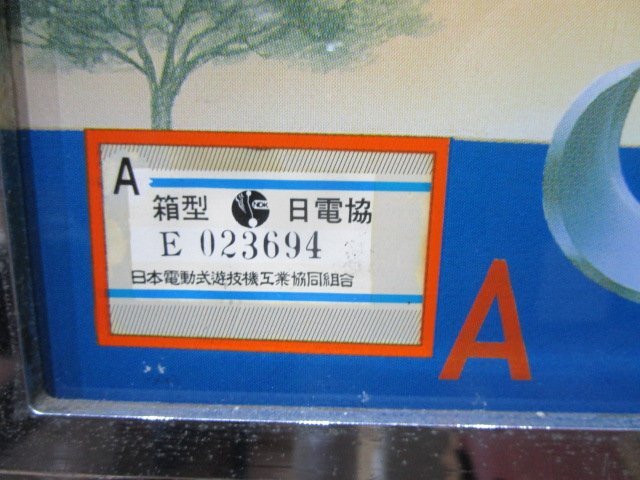 A
箱型 NDK 日電協
E 023694
日本電動式遊技機工業協同組合
A